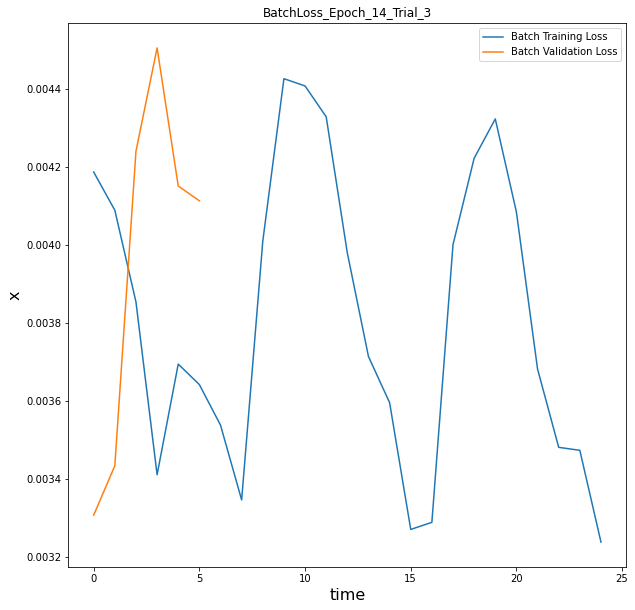 BatchLoss_Epoch_14_Trial_3
Batch Training Loss
Batch Validation Loss
0.0044
0.0042
0.0040
0.0038
0.0036
0.0034
0.0032
x
0 5 10 15 20 25
time